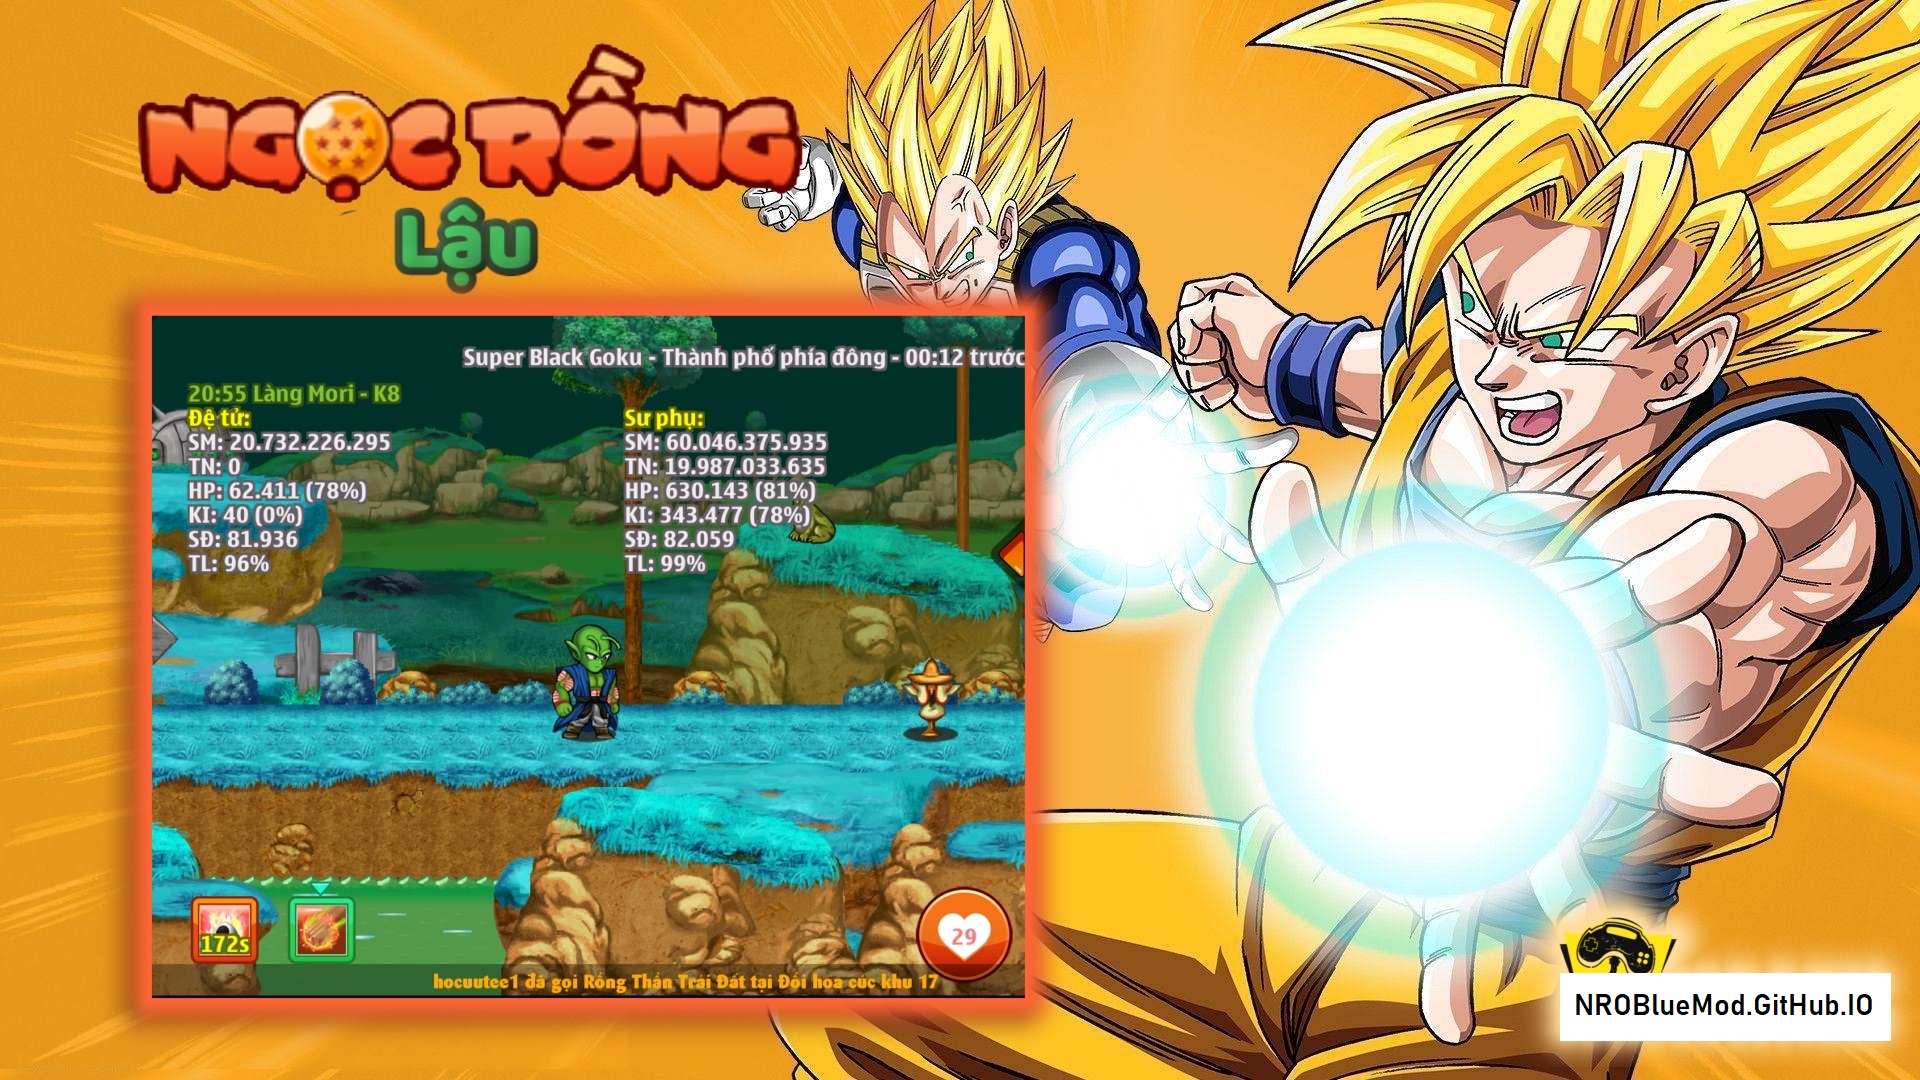 NGỌC RỒNG
Lậu
Super Black Goku - Thành phố phía đông - 00:12 trước
20:55 Làng Mori - K8
Đệ tử:
SM: 20.732.226.295
TN: 0
HP: 62.411 (78%)
KI: 40 (0%)
SĐ: 81.936
TL: 96%
Sư phụ:
SM: 60.046.375.935
TN: 19.987.033.635
HP: 630.143 (81%)
KI: 343.477 (78%)
SĐ: 82.059
TL: 99%
172s
29
hocuutee1 đã gọi Rồng Thần Trái Đất tại Đồi hoa cúc khu 17
NROBlueMod.GitHub.IO